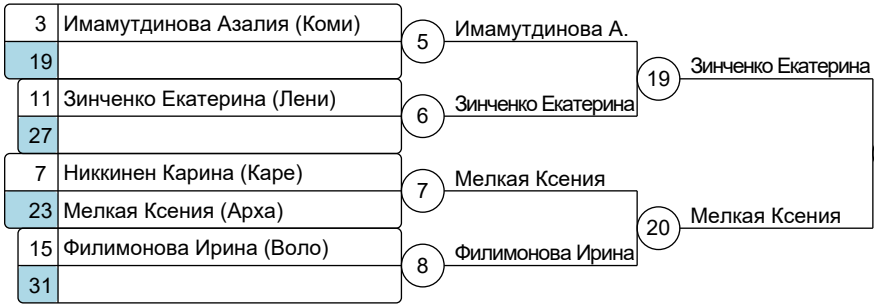 3 Имамутдинова Азалия (Коми)
5 Имамутдинова А.
19
19 Зинченко Екатерина
11 Зинченко Екатерина (Лени)
6 Зинченко Екатерина
27
7 Никкинен Карина (Каре)
7 Мелкая Ксения
23 Мелкая Ксения (Арха)
20 Мелкая Ксения
15 Филимонова Ирина (Воло)
8 Филимонова Ирина
31